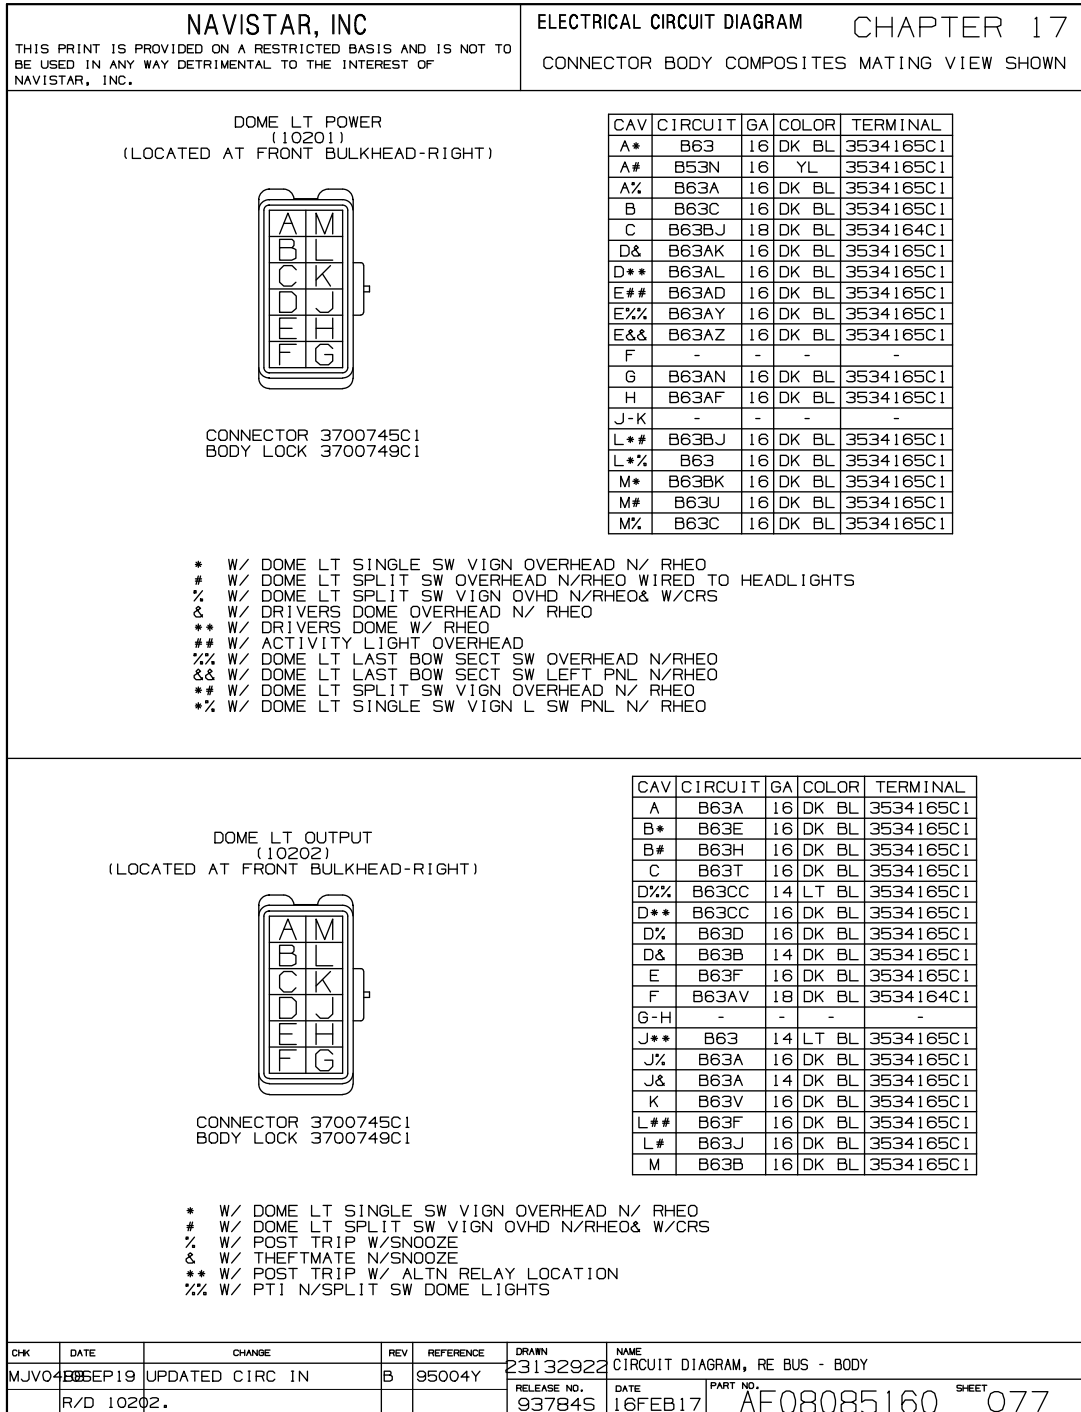 NAVISTAR, INC
THIS PRINT IS PROVIDED ON A RESTRICTED BASIS AND IS NOT TO
BE USED IN ANY WAY DETRIMENTAL TO THE INTEREST OF
NAVISTAR, INC.
ELECTRICAL CIRCUIT DIAGRAM CHAPTER 17
CONNECTOR BODY COMPOSITES MATING VIEW SHOWN
DOME LT POWER
(10201)
(LOCATED AT FRONT BULKHEAD-RIGHT)
A M
B L
C K
D J
E H
F G
CONNECTOR 3700745C1
BODY LOCK 3700749C1
CAV CIRCUIT GA COLOR TERMINAL
A* B63 16 DK BL 3534165C1
A# B53N 16 YL 3534165C1
A% B63A 16 DK BL 3534165C1
B B63C 16 DK BL 3534165C1
C B63BJ 18 DK BL 3534164C1
D& B63AK 16 DK BL 3534165C1
D** B63AL 16 DK BL 3534165C1
E## B63AD 16 DK BL 3534165C1
E%% B63AY 16 DK BL 3534165C1
E&& B63AZ 16 DK BL 3534165C1
F - - - -
G B63AN 16 DK BL 3534165C1
H B63AF 16 DK BL 3534165C1
J-K - - - -
L*# B63BJ 16 DK BL 3534165C1
L*% B63 16 DK BL 3534165C1
M* B63BK 16 DK BL 3534165C1
M# B63U 16 DK BL 3534165C1
M% B63C 16 DK BL 3534165C1
* W/ DOME LT SINGLE SW VIGN OVERHEAD N/ RHEO
# W/ DOME LT SPLIT SW OVERHEAD N/RHEO WIRED TO HEADLIGHTS
% W/ DOME LT SPLIT SW VIGN OVHD N/RHEO& W/CRS
& W/ DRIVERS DOME OVERHEAD N/ RHEO
** W/ DRIVERS DOME W/ RHEO
## W/ ACTIVITY LIGHT OVERHEAD
%% W/ DOME LT LAST BOW SECT SW OVERHEAD N/RHEO
&& W/ DOME LT LAST BOW SECT SW LEFT PNL N/RHEO
*# W/ DOME LT SPLIT SW VIGN OVERHEAD N/ RHEO
*% W/ DOME LT SINGLE SW VIGN L SW PNL N/ RHEO
DOME LT OUTPUT
(10202)
(LOCATED AT FRONT BULKHEAD-RIGHT)
A M
B L
C K
D J
E H
F G
CONNECTOR 3700745C1
BODY LOCK 3700749C1
CAV CIRCUIT GA COLOR TERMINAL
A B63A 16 DK BL 3534165C1
B* B63E 16 DK BL 3534165C1
B# B63H 16 DK BL 3534165C1
C B63T 16 DK BL 3534165C1
D%% B63CC 14 LT BL 3534165C1
D** B63CC 16 DK BL 3534165C1
D% B63D 16 DK BL 3534165C1
D& B63B 14 DK BL 3534165C1
E B63F 16 DK BL 3534165C1
F B63AV 18 DK BL 3534164C1
G-H - - - -
J** B63 14 LT BL 3534165C1
J% B63A 16 DK BL 3534165C1
J& B63A 14 DK BL 3534165C1
K B63V 16 DK BL 3534165C1
L## B63F 16 DK BL 3534165C1
L# B63J 16 DK BL 3534165C1
M B63B 16 DK BL 3534165C1
* W/ DOME LT SINGLE SW VIGN OVERHEAD N/ RHEO
# W/ DOME LT SPLIT SW VIGN OVHD N/RHEO& W/CRS
% W/ POST TRIP W/SNOOZE
& W/ THEFTMATE N/SNOOZE
** W/ POST TRIP W/ ALTN RELAY LOCATION
%% W/ PTI N/SPLIT SW DOME LIGHTS
CHK DATE CHANGE REV REFERENCE
UPDATED CIRC IN B 95004Y
R/D 10202.
DRAWN
23132922
NAME
CIRCUIT DIAGRAM, RE BUS - BODY
RELEASE NO.
93784S
DATE
16FEB17
PART NO.
AE08085160
SHEET
077